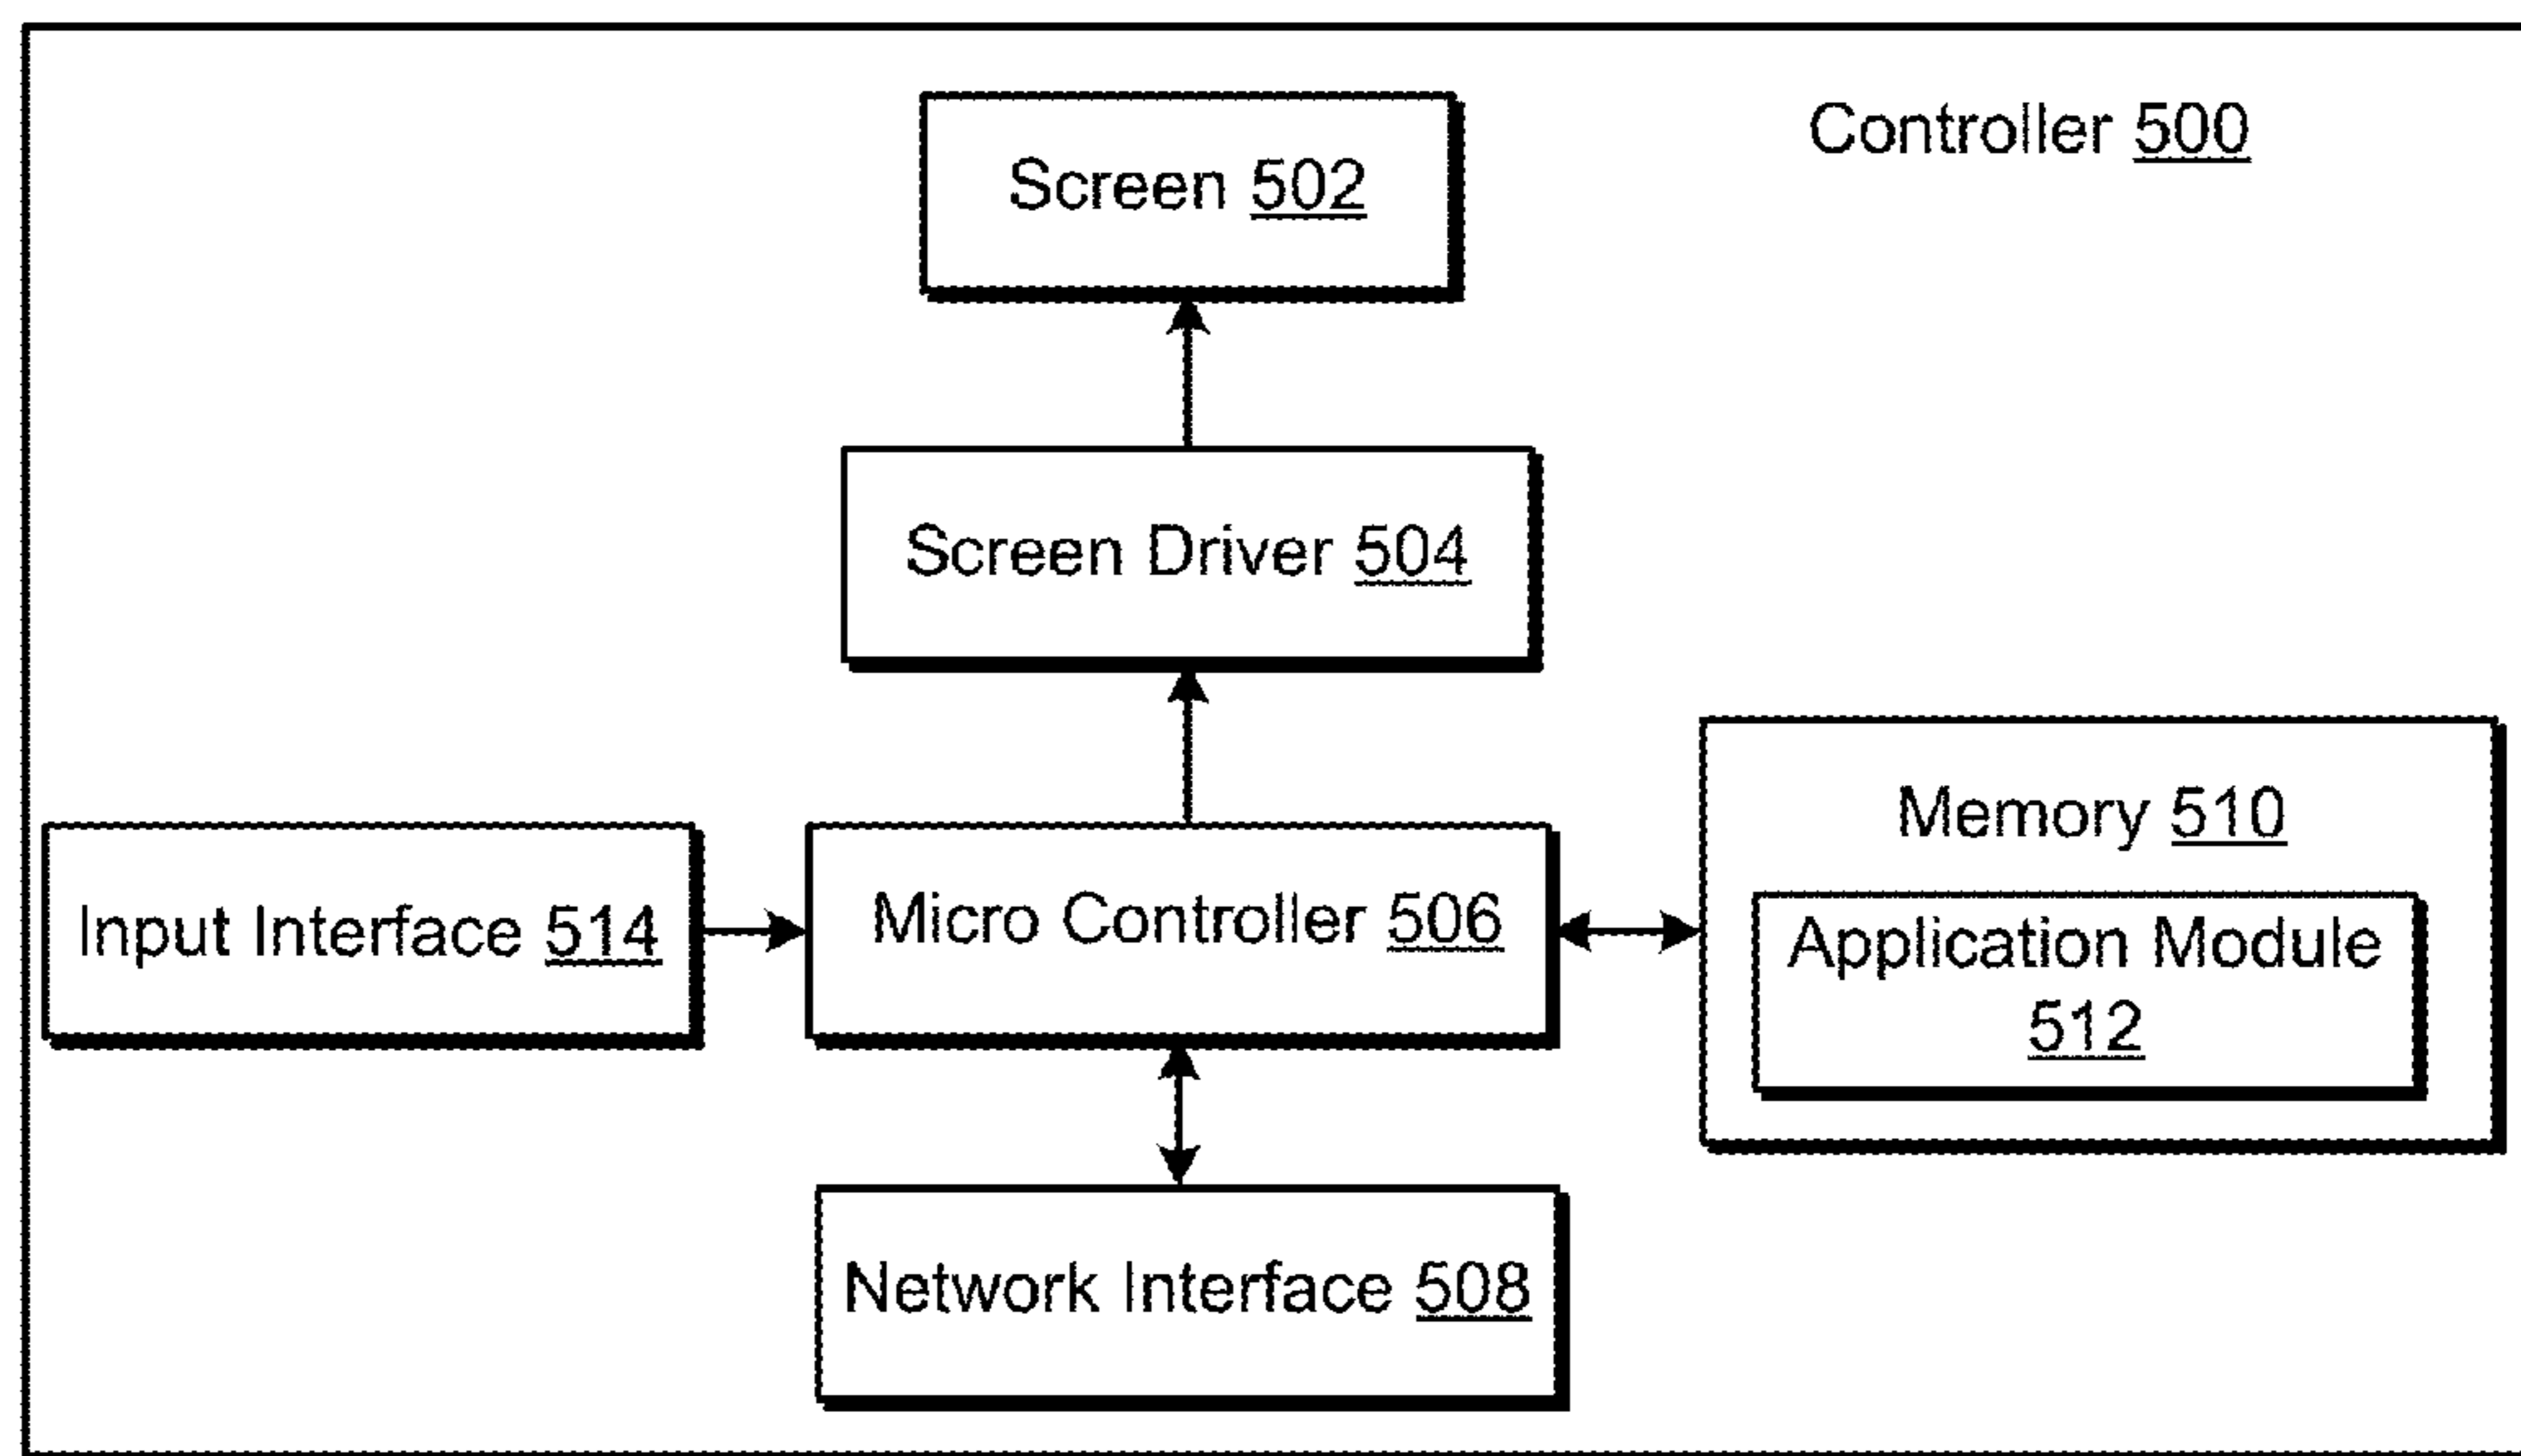 Controller 500
Screen 502
Screen Driver 504
Memory 510
Input Interface 514
Micro Controller 506
Application Module
512
Network Interface 508